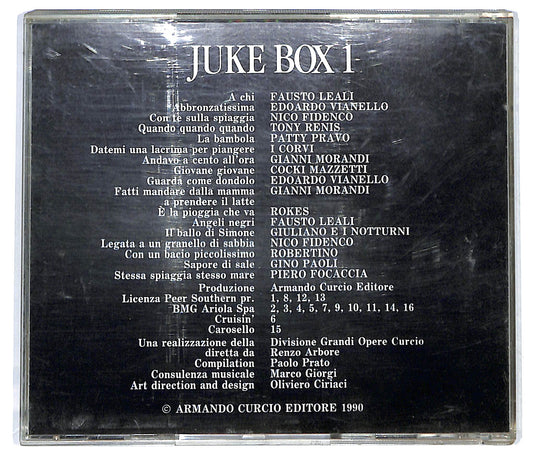 JUKE BOX 1
A chi FAUSTO LEALI
Abbronzatissima EDOARDO VIANELLO
Con te sulla spiaggia NICO FIDENCO
Quando quando quando TONY RENIS
La bambola PATTY PRAVO
Datemi una lacrima per piangere I CORVI
Andavo a cento all'ora GIANNI MORANDI
Giovane giovane COCKI MAZZETTI
Guarda come dondolo EDOARDO VIANELLO
Fatti mandare dalla mamma GIANNI MORANDI
a prendere il latte
È la pioggia che va ROKES
Angeli negri FAUSTO LEALI
Il ballo di Simone GIULIANO E I NOTTURNI
Legata a un granello di sabbia NICO FIDENCO
Con un bacio piccolissimo ROBERTINO
Sapore di sale GINO PAOLI
Stessa spiaggia stesso mare PIERO FOCACCIA
Produzione Armando Curcio Editore
Licenza Peer Southern pr. 1, 8, 12, 13
BMG Ariola Spa 2, 3, 4, 5, 7, 9, 10, 11, 14, 16
Cruisin' 6
Carosello 15
Una realizzazione della Divisione Grandi Opere Curcio
diretta da Renzo Arbore
Compilation Paolo Prato
Consulenza musicale Marco Giorgi
Art direction and design Oliviero Ciriaci
© ARMANDO CURCIO EDITORE 1990